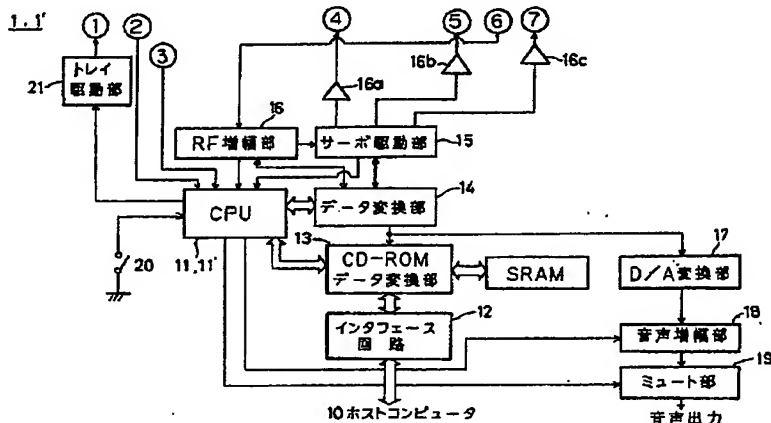 1, 1'
①
②
③
④
⑤
⑥
⑦
トレイ
駆動部
21
16a
16b
16c
16
RF増幅部
サーボ駆動部
15
CPU
11, 11'
データ変換部
14
20
13
CD-ROM
データ変換部
SRAM
17
D/A変換部
インタフェース
回路
12
18
音声増幅部
19
ミュート部
10ホストコンピュータ
音声出力